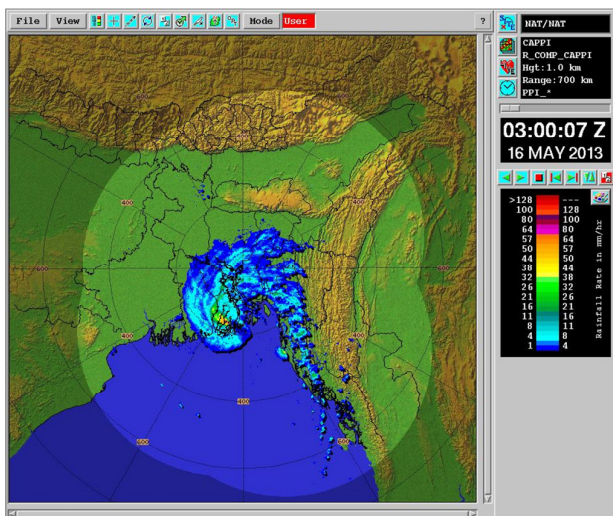 File View Mode User ?
NAT/NAT
CAPPI
R_COMP_CAPPI
Hgt:1.0 km
Range:700 km
PPI_*
03:00:07 Z
16 MAY 2013
>128 ---
100 128
80 100
64 80
57 64
50 57
44 50
38 44
32 38
26 32
21 26
16 21
11 16
8 11
4 8
1 4
Rainfall Rate in mm/hr
400
400
400
600
600
400
400
400
600
600